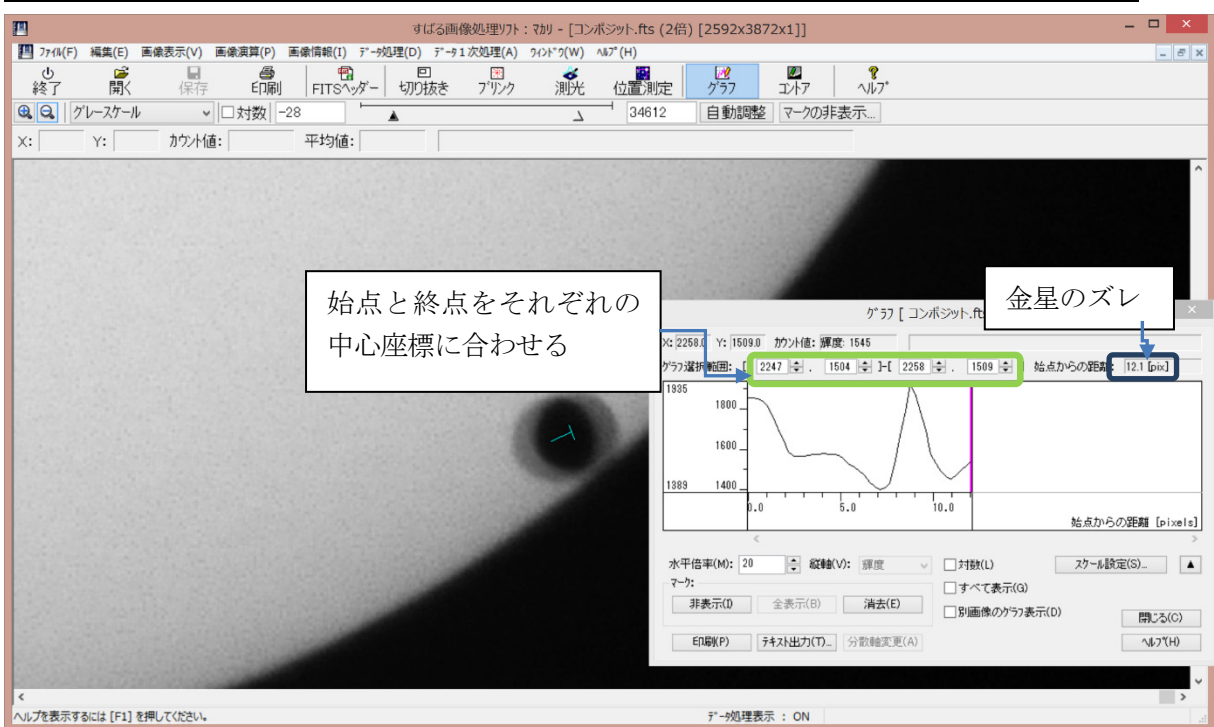 すばる画像処理ｿﾌﾄ：ﾏｶﾘ - [コンポジット.fts (2倍) [2592x3872x1]]
ﾌｧｲﾙ(F) 編集(E) 画像表示(V) 画像演算(P) 画像情報(I) ﾃﾞｰﾀ処理(D) ﾃﾞｰﾀ１次処理(A) ｳｨﾝﾄﾞｳ(W) ﾍﾙﾌﾟ(H)
終了 開く 保存 印刷 FITSﾍｯﾀﾞｰ 切り抜き ﾌﾞﾘﾝｸ 測光 位置測定 ｸﾞﾗﾌ ｺﾝﾄｱ ﾍﾙﾌﾟ
グレースケール 対数 -28 34612 自動調整 マークの非表示...
X: Y: ｶｳﾝﾄ値: 平均値:
始点と終点をそれぞれの
中心座標に合わせる
金星のズレ
ｸﾞﾗﾌ [ コンポジット.ft
X: 2258.0 Y: 1509.0 ｶｳﾝﾄ値: 輝度: 1545
ｸﾞﾗﾌ選択範囲: [ 2247 , 1504 ]-[ 2258 , 1509 始点からの距離: 12.1 [pix]
1935
1800
1600
1389 1400
0.0 5.0 10.0
始点からの距離 [pixels]
水平倍率(M): 20 縦軸(V): 輝度 対数(L) スケール設定(S)... ▲
マーク: すべて表示(G)
非表示(I) 全表示(B) 消去(E) 別画像のｸﾞﾗﾌ表示(D) 閉じる(C)
印刷(P) ﾃｷｽﾄ出力(T)... 分散軸変更(A) ﾍﾙﾌﾟ(H)
ヘルプを表示するには [F1] を押してください。 ﾃﾞｰﾀ処理表示 : ON